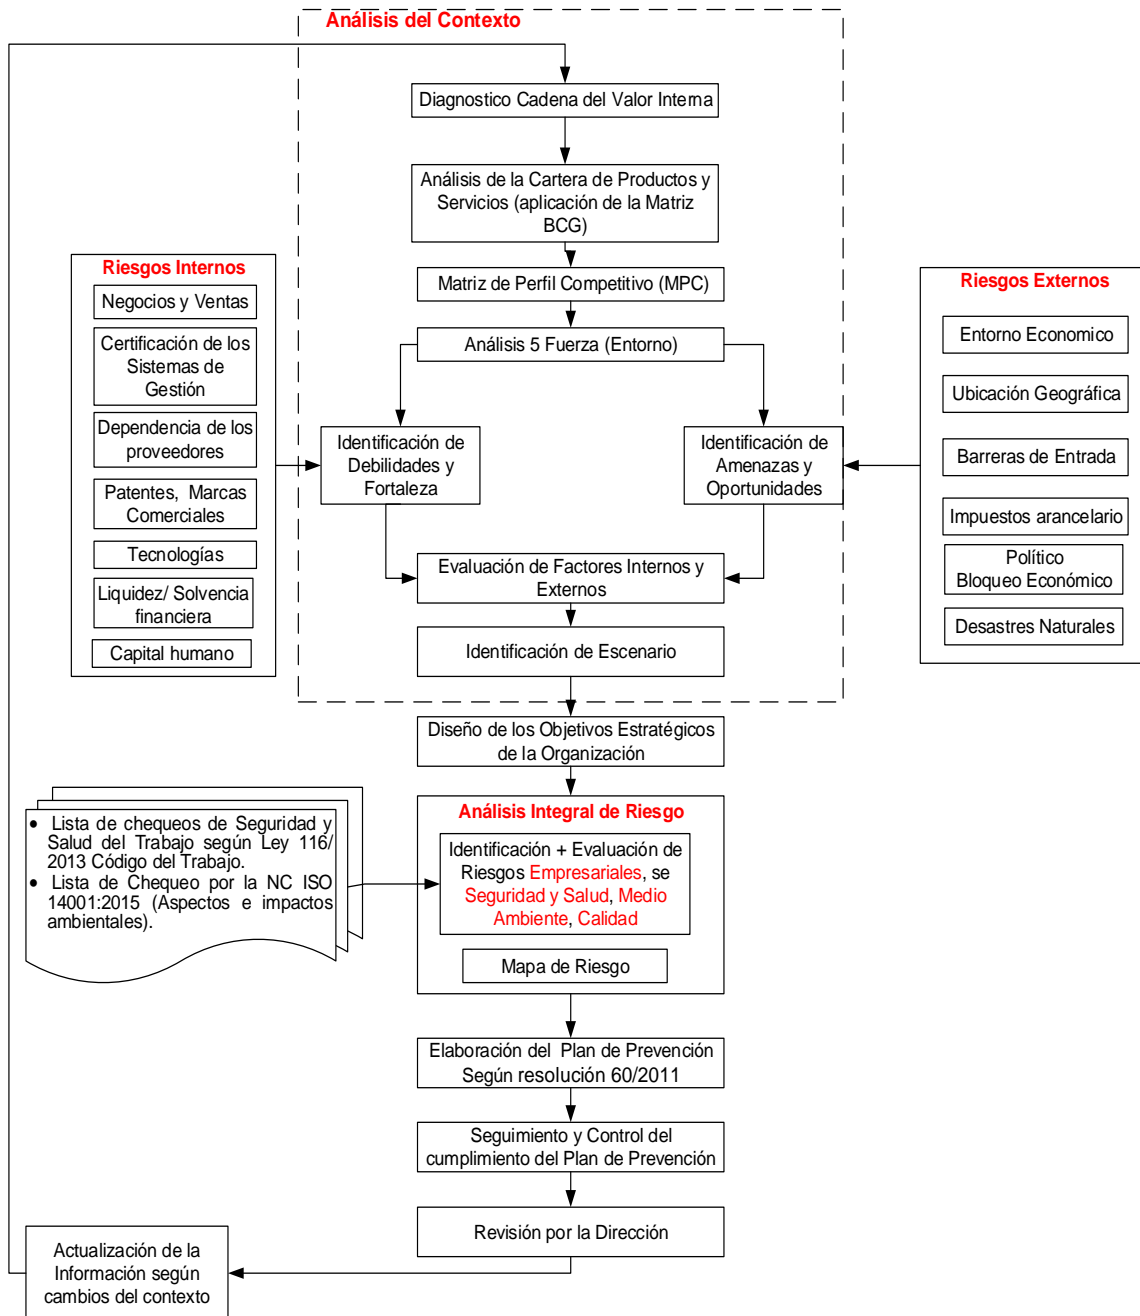 Análisis del Contexto
Diagnostico Cadena del Valor Interna
Análisis de la Cartera de Productos y
Servicios (aplicación de la Matriz
BCG)
Matriz de Perfil Competitivo (MPC)
Análisis 5 Fuerza (Entorno)
Riesgos Internos
Negocios y Ventas
Certificación de los
Sistemas de
Gestión
Dependencia de los
proveedores
Patentes, Marcas
Comerciales
Tecnologías
Liquidez/ Solvencia
financiera
Capital humano
Identificación de
Debilidades y
Fortaleza
Identificación de
Amenazas y
Oportunidades
Riesgos Externos
Entorno Economico
Ubicación Geográfica
Barreras de Entrada
Impuestos arancelario
Político
Bloqueo Económico
Desastres Naturales
Evaluación de Factores Internos y
Externos
Identificación de Escenario
Diseño de los Objetivos Estratégicos
de la Organización
• Lista de chequeos de Seguridad y
Salud del Trabajo según Ley 116/
2013 Código del Trabajo.
• Lista de Chequeo por la NC ISO
14001:2015 (Aspectos e impactos
ambientales).
Análisis Integral de Riesgo
Identificación + Evaluación de
Riesgos Empresariales, se
Seguridad y Salud, Medio
Ambiente, Calidad
Mapa de Riesgo
Elaboración del Plan de Prevención
Según resolución 60/2011
Seguimiento y Control del
cumplimiento del Plan de Prevención
Revisión por la Dirección
Actualización de la
Información según
cambios del contexto